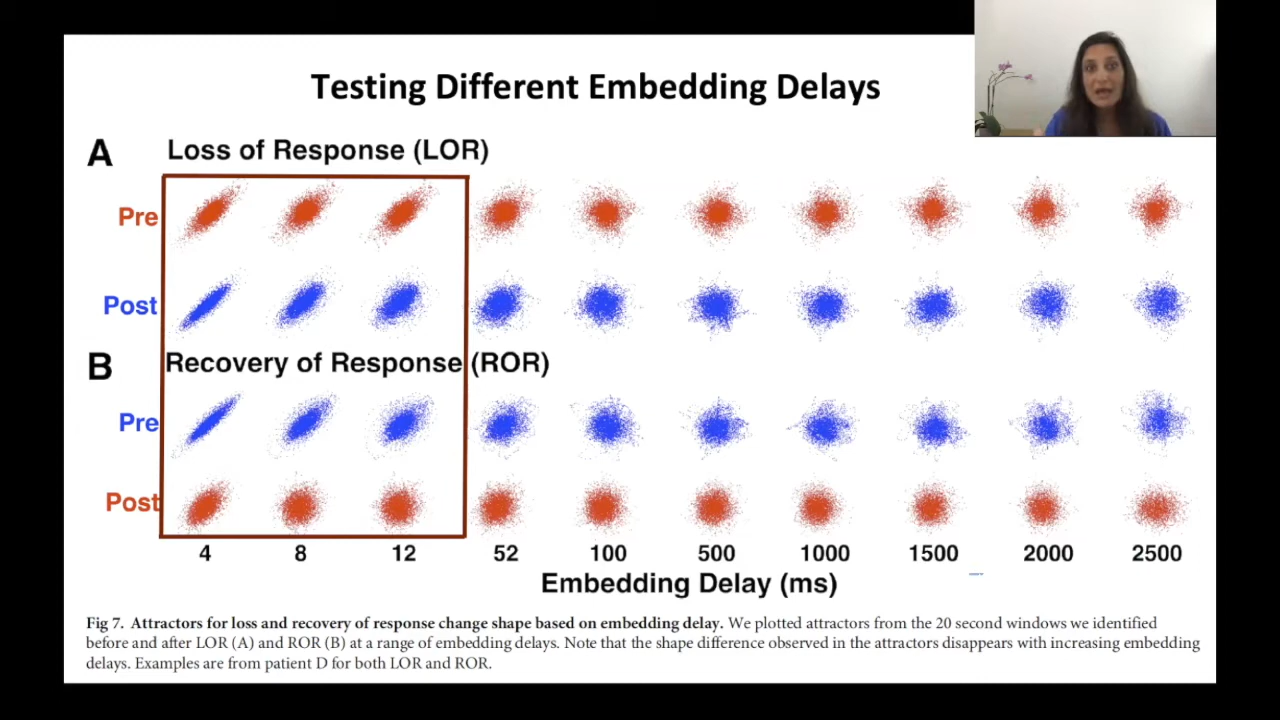 Testing Different Embedding Delays
A
Loss of Response (LOR)
Pre
Post
B
Recovery of Response (ROR)
Pre
Post
4 8 12 52 100 500 1000 1500 2000 2500
Embedding Delay (ms)
Fig 7. Attractors for loss and recovery of response change shape based on embedding delay. We plotted attractors from the 20 second windows we identified
before and after LOR (A) and ROR (B) at a range of embedding delays. Note that the shape difference observed in the attractors disappears with increasing embedding
delays. Examples are from patient D for both LOR and ROR.